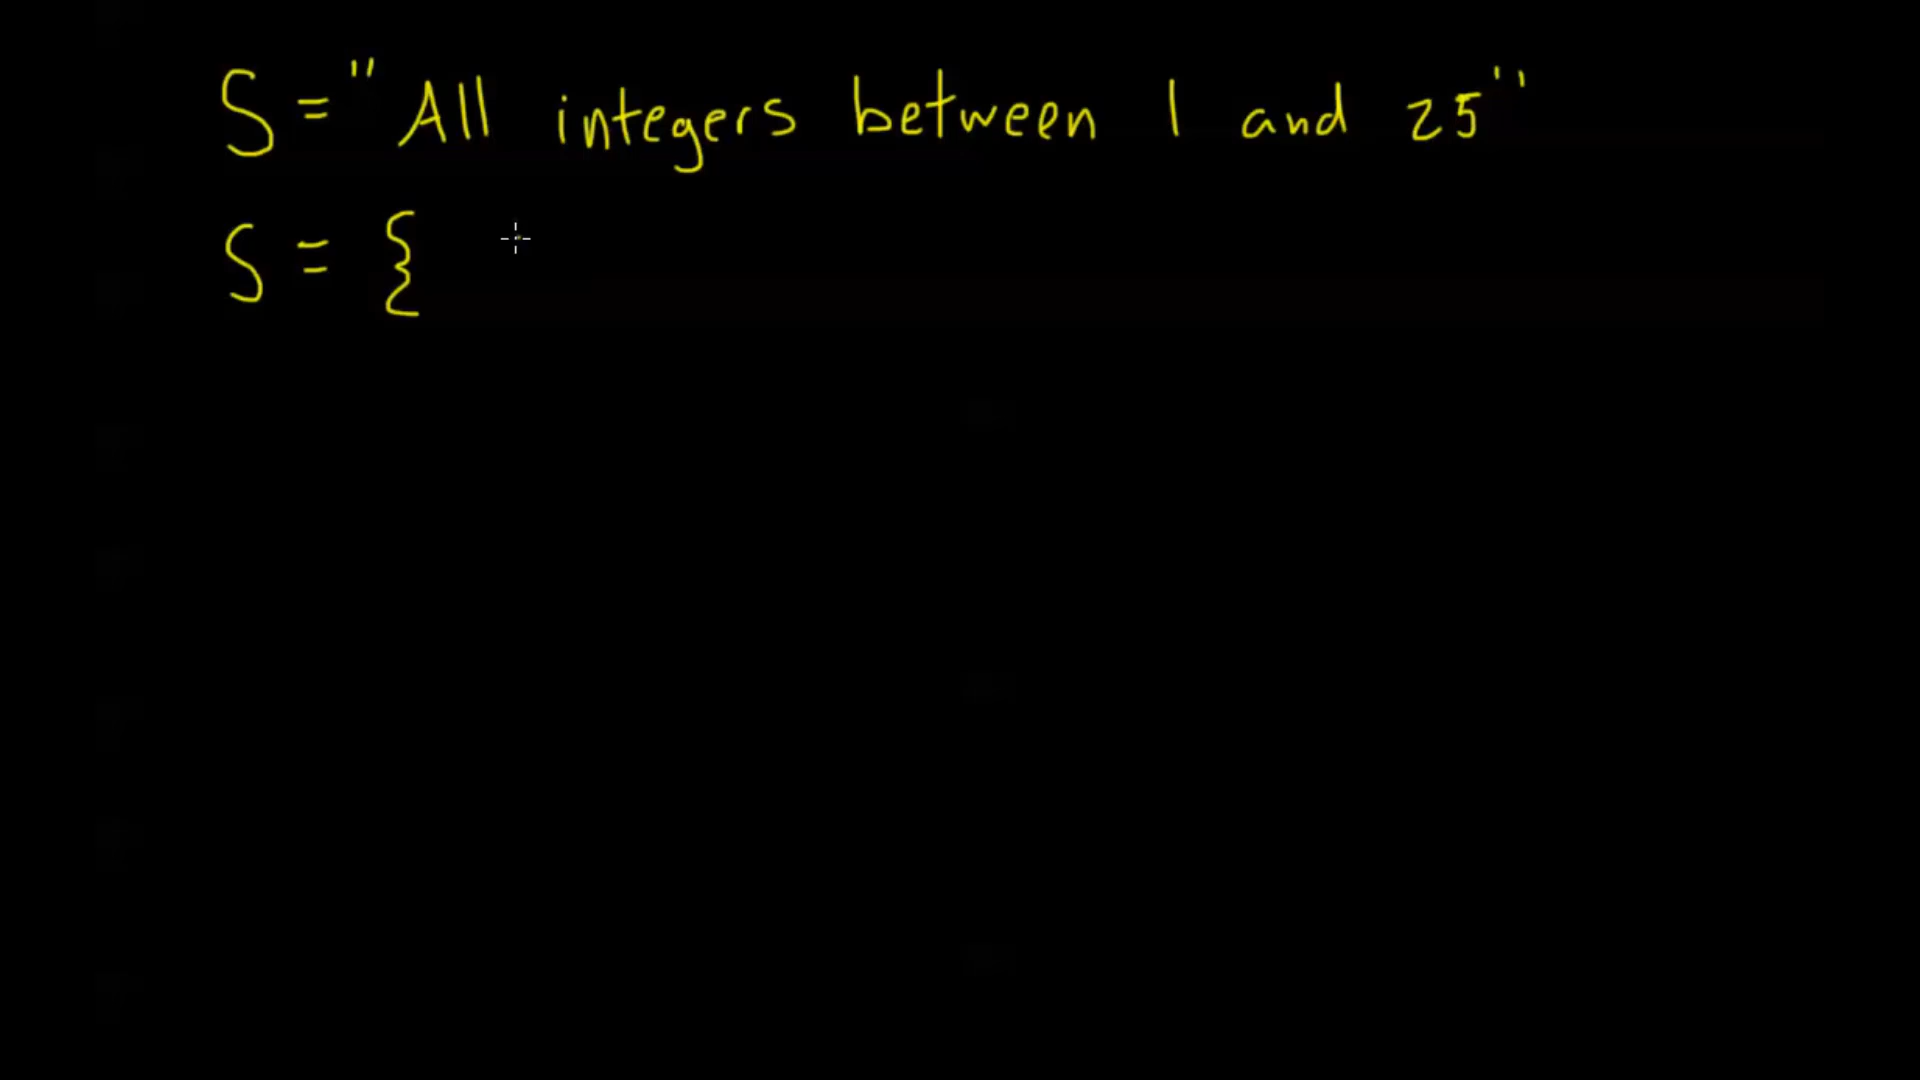 S = "All integers between 1 and 25"
S = {